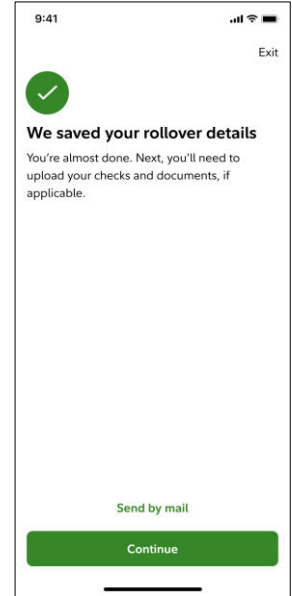 9:41
Exit
We saved your rollover details
You’re almost done. Next, you’ll need to
upload your checks and documents, if
applicable.
Send by mail
Continue